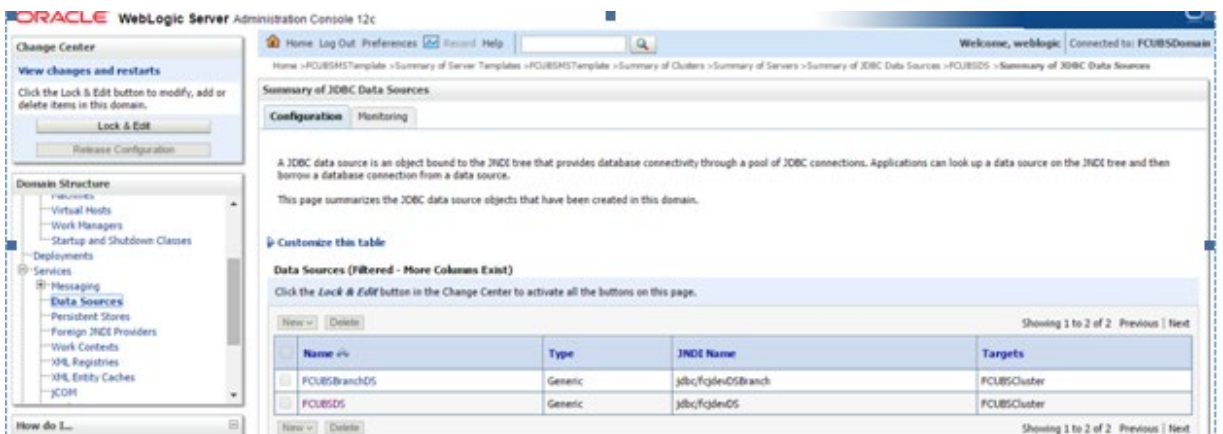 ORACLE WebLogic Server Administration Console 12c
Change Center
View changes and restarts
Click the Lock & Edit button to modify, add or
delete items in this domain.
Lock & Edit
Release Configuration
Domain Structure
Machines
Virtual Hosts
Work Managers
Startup and Shutdown Classes
Deployments
Services
Messaging
Data Sources
Persistent Stores
Foreign JNDI Providers
Work Contexts
XML Registries
XML Entity Caches
jCOM
How do I...
Home Log Out Preferences Record Help
Welcome, weblogic Connected to: FCUBSDomain
Home >FCUBSMSTemplate >Summary of Server Templates >FCUBSMSTemplate >Summary of Clusters >Summary of Servers >Summary of JDBC Data Sources >FCUBSDS >Summary of JDBC Data Sources
Summary of JDBC Data Sources
Configuration Monitoring
A JDBC data source is an object bound to the JNDI tree that provides database connectivity through a pool of JDBC connections. Applications can look up a data source on the JNDI tree and then
borrow a database connection from a data source.
This page summarizes the JDBC data source objects that have been created in this domain.
Customize this table
Data Sources (Filtered - More Columns Exist)
Click the Lock & Edit button in the Change Center to activate all the buttons on this page.
New Delete
Showing 1 to 2 of 2 Previous | Next
Name Type JNDI Name Targets
FCUBSBranchDS Generic jdbc/fcjdevDSBranch FCUBSCluster
FCUBSDS Generic jdbc/fcjdevDS FCUBSCluster
New Delete
Showing 1 to 2 of 2 Previous | Next